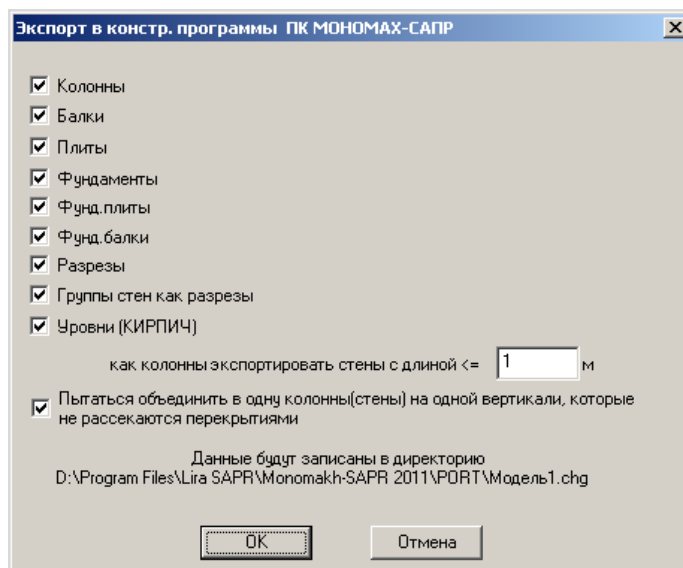 Экспорт в констр. программы ПК МОНОМАХ-САПР
Колонны
Балки
Плиты
Фундаменты
Фунд.плиты
Фунд.балки
Разрезы
Группы стен как разрезы
Уровни (КИРПИЧ)
как колонны экспортировать стены с длиной <= 1 м
Пытаться объединить в одну колонны(стены) на одной вертикали, которые
не рассекаются перекрытиями
Данные будут записаны в директорию
D:\Program Files\Lira SAPR\Monomakh-SAPR 2011\PORT\Модель1.chg
OK Отмена